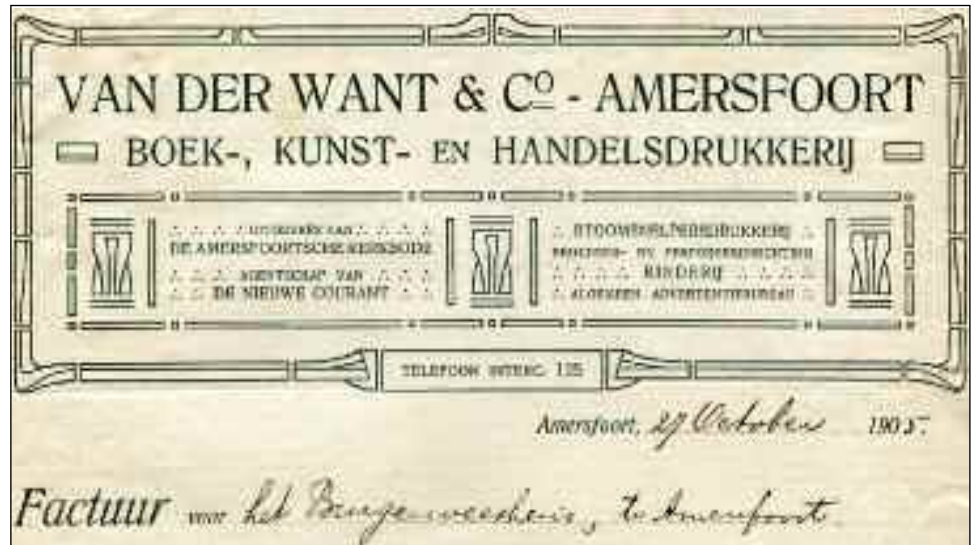 VAN DER WANT & Cº - AMERSFOORT
BOEK-, KUNST- EN HANDELSDRUKKERIJ
UITGEVERS VAN
DE AMERSFOORTSCHE KERKBODE
AGENTSCHAP VAN
DE NIEUWE COURANT
STOOMSNELPERSDRUKKERIJ
BINDERIJ
ALGEMEEN ADVERTENTIEBUREAU
TELEFOON INTERC. 125
Amersfoort, 27 October 1905.
Factuur voor het Burgerweeshuis, te Amersfoort.